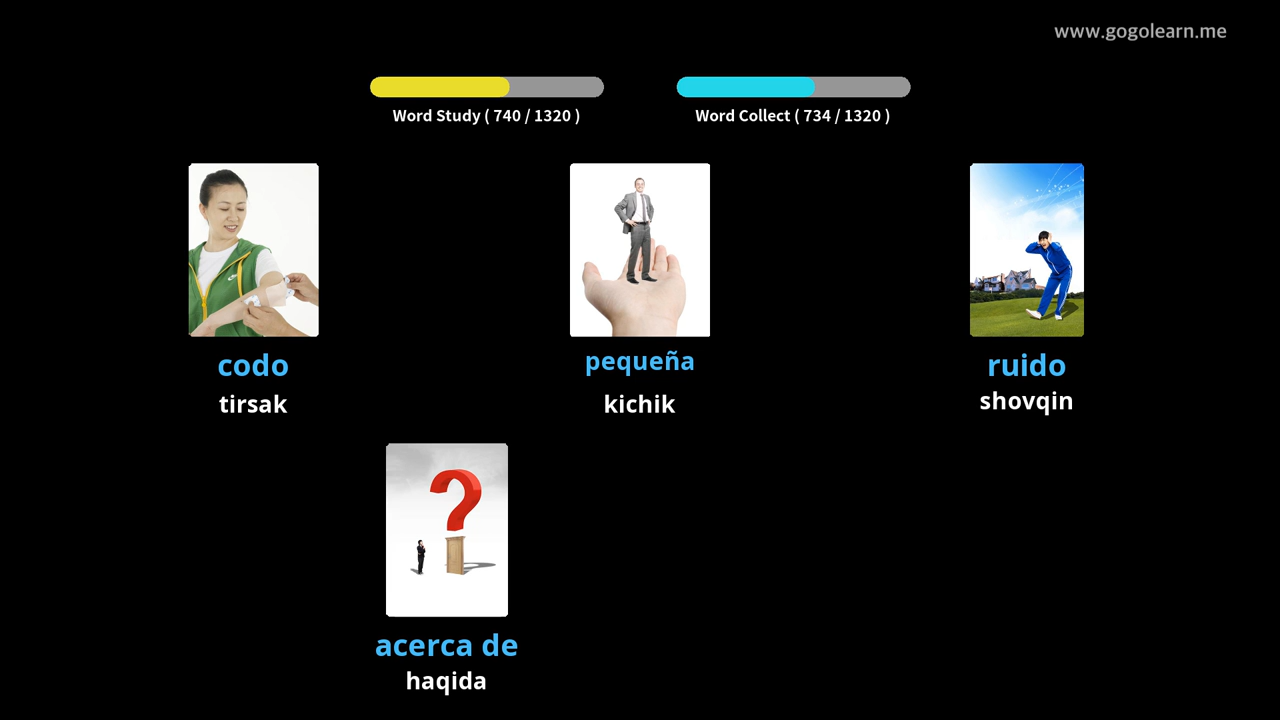 www.gogolearn.me
Word Study ( 740 / 1320 )
Word Collect ( 734 / 1320 )
codo
tirsak
pequeña
kichik
ruido
shovqin
acerca de
haqida